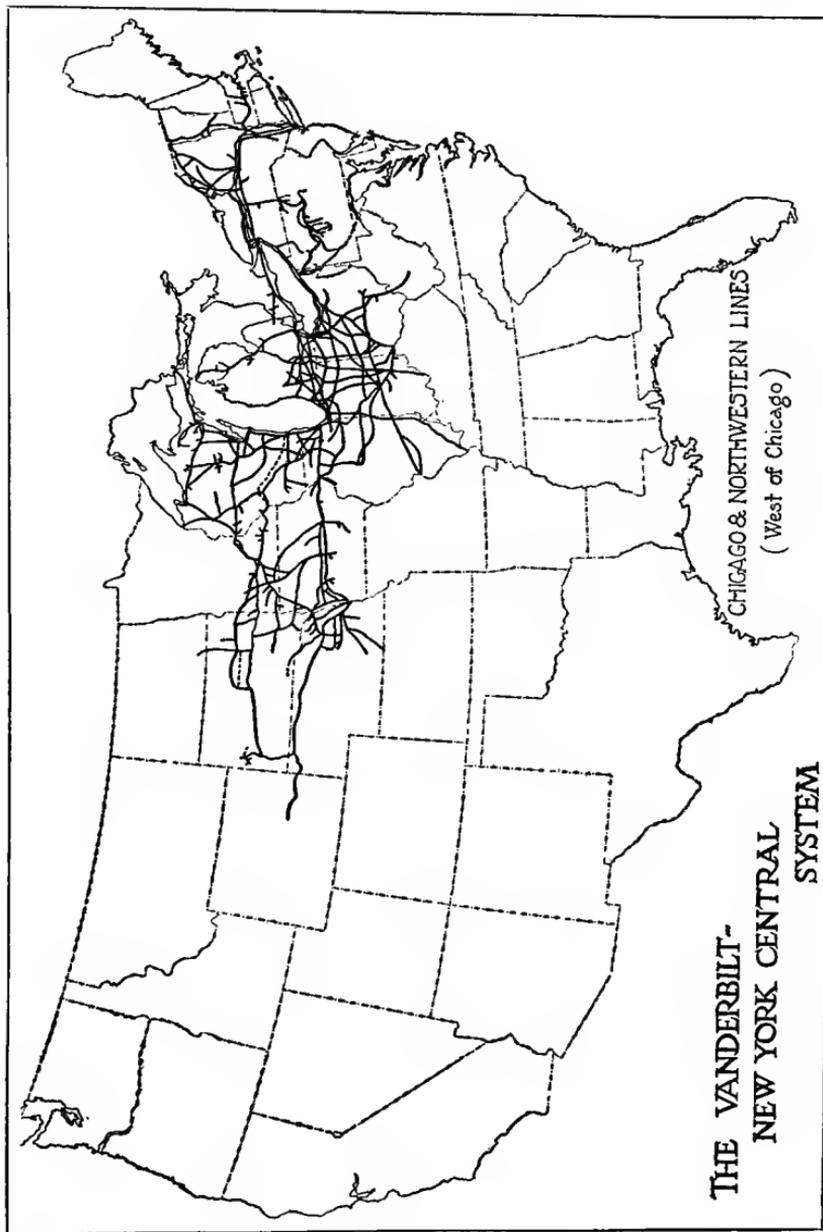 CHICAGO & NORTHWESTERN LINES
(West of Chicago)
THE VANDERBILT-
NEW YORK CENTRAL
SYSTEM